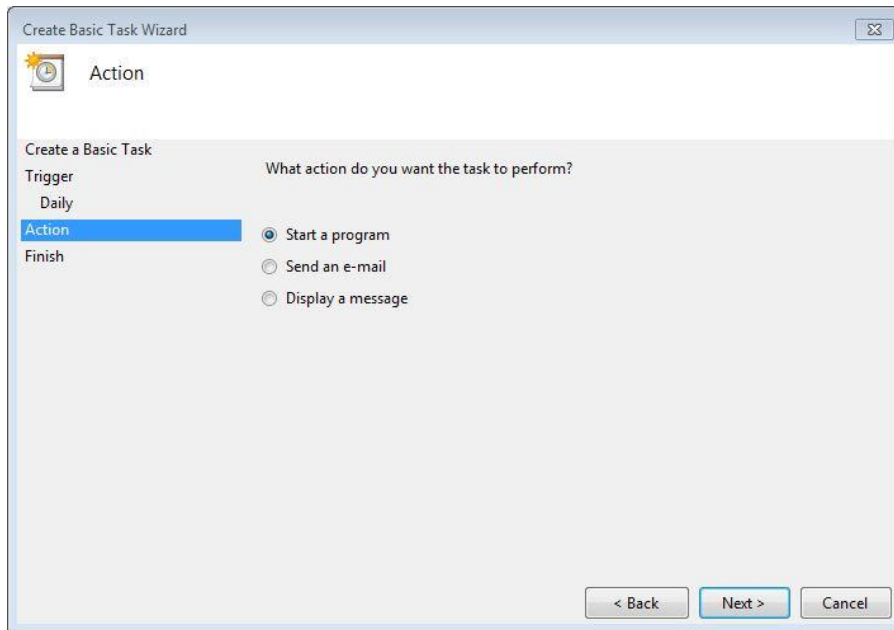 Create Basic Task Wizard
Action
Create a Basic Task
Trigger
Daily
Action
Finish
What action do you want the task to perform?
Start a program
Send an e-mail
Display a message
< Back
Next >
Cancel